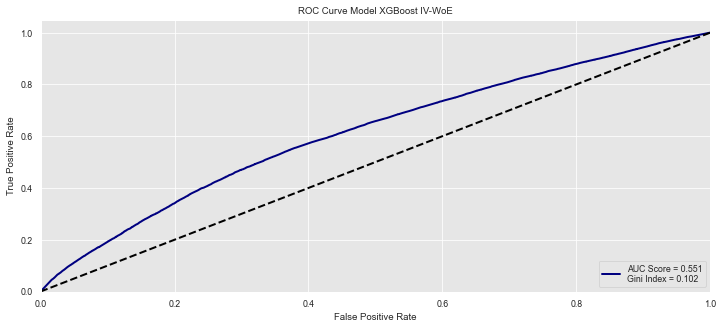 ROC Curve Model XGBoost IV-WoE
True Positive Rate
1.0
0.8
0.6
0.4
0.2
0.0
0.0 0.2 0.4 0.6 0.8 1.0
False Positive Rate
AUC Score = 0.551
Gini Index = 0.102